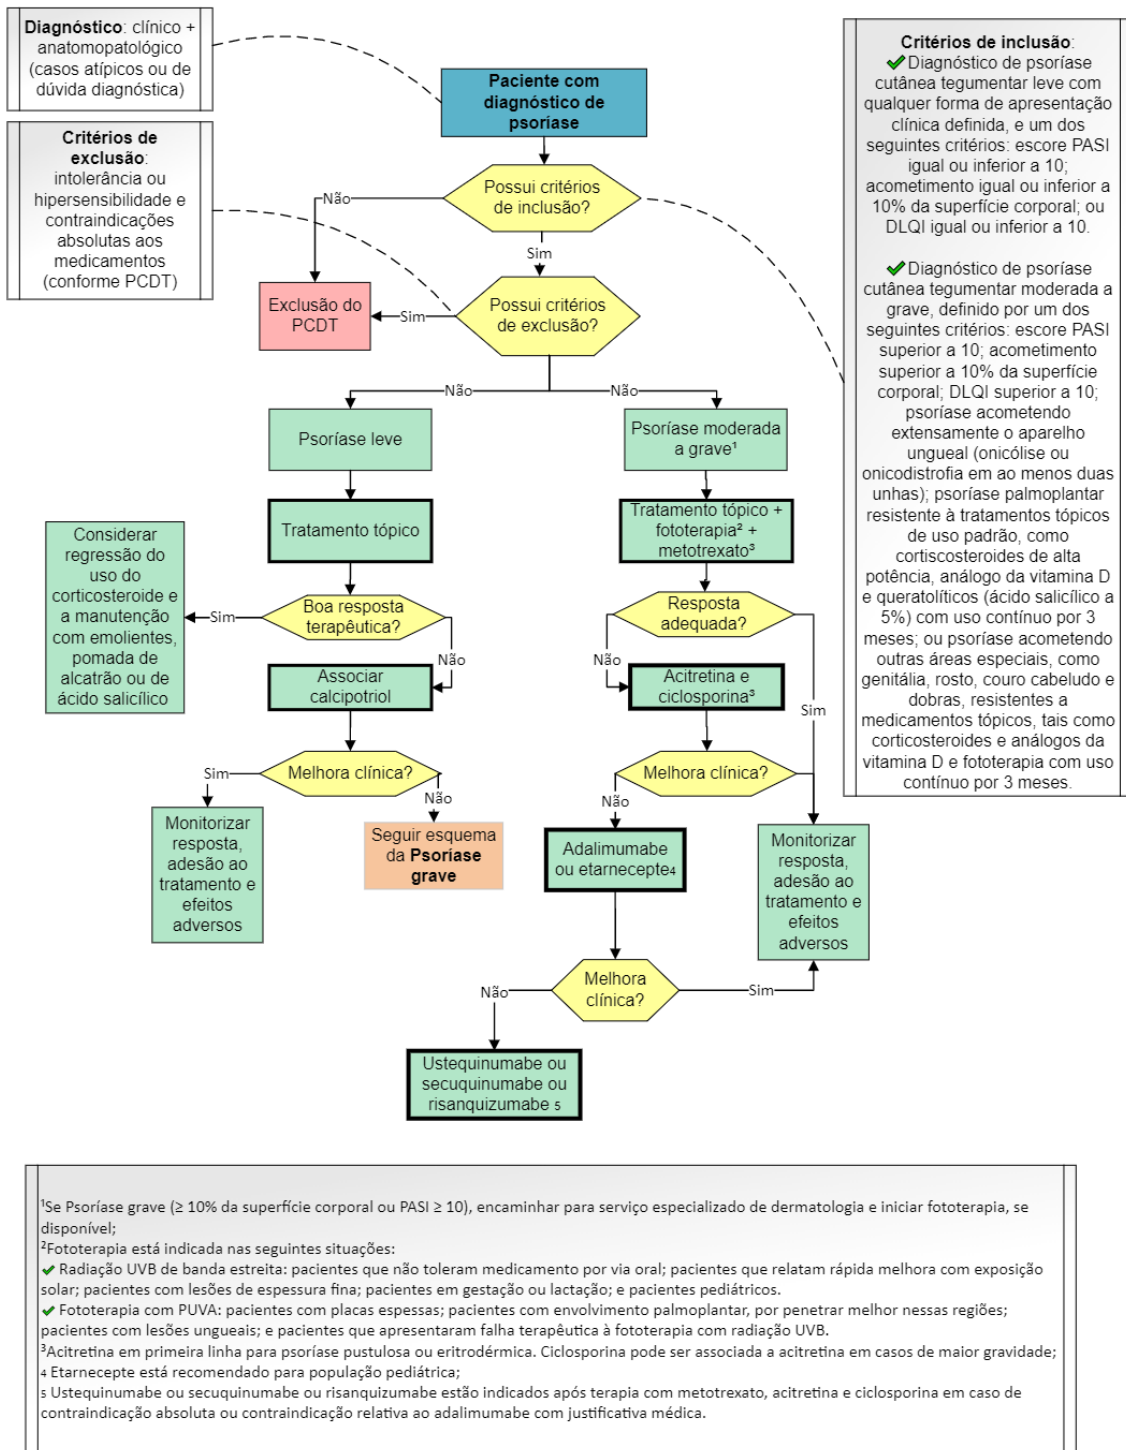 Diagnóstico: clínico +
anatomopatológico
(casos atípicos ou de
dúvida diagnóstica)
Critérios de
exclusão:
intolerância ou
hipersensibilidade e
contraindicações
absolutas aos
medicamentos
(conforme PCDT)
Paciente com
diagnóstico de
psoríase
Possui critérios
de inclusão?
Não
Sim
Exclusão do
PCDT
Sim
Possui critérios
de exclusão?
Não
Não
Critérios de inclusão:
Diagnóstico de psoríase
cutânea tegumentar leve com
qualquer forma de apresentação
clínica definida, e um dos
seguintes critérios: escore PASI
igual ou inferior a 10;
acometimento igual ou inferior a
10% da superfície corporal; ou
DLQI igual ou inferior a 10.
Diagnóstico de psoríase
cutânea tegumentar moderada a
grave, definido por um dos
seguintes critérios: escore PASI
superior a 10; acometimento
superior a 10% da superfície
corporal; DLQI superior a 10;
psoríase acometendo
extensamente o aparelho
ungueal (onicólise ou
onicodistrofia em ao menos duas
unhas); psoríase palmoplantar
resistente à tratamentos tópicos
de uso padrão, como
cortiscosteroides de alta
potência, análogo da vitamina D
e queratolíticos (ácido salicílico a
5%) com uso contínuo por 3
meses; ou psoríase acometendo
outras áreas especiais, como
genitália, rosto, couro cabeludo e
dobras, resistentes a
medicamentos tópicos, tais como
corticosteroides e análogos da
vitamina D e fototerapia com uso
contínuo por 3 meses.
Psoríase leve
Tratamento tópico
Boa resposta
terapêutica?
Sim
Considerar
regressão do
uso do
corticosteroide e
a manutenção
com emolientes,
pomada de
alcatrão ou de
ácido salicílico
Não
Associar
calcipotriol
Melhora clínica?
Sim
Não
Monitorizar
resposta,
adesão ao
tratamento e
efeitos
adversos
Seguir esquema
da Psoríase
grave
Psoríase moderada
a grave¹
Tratamento tópico +
fototerapia² +
metotrexato³
Resposta
adequada?
Não
Sim
Acitretina e
ciclosporina³
Melhora clínica?
Não
Adalimumabe
ou etarnecepte₄
Monitorizar
resposta,
adesão ao
tratamento e
efeitos
adversos
Melhora
clínica?
Não
Sim
Ustequinumabe ou
secuquinumabe ou
risanquizumabe ₅
¹Se Psoríase grave (≥ 10% da superfície corporal ou PASI ≥ 10), encaminhar para serviço especializado de dermatologia e iniciar fototerapia, se
disponível;
²Fototerapia está indicada nas seguintes situações:
Radiação UVB de banda estreita: pacientes que não toleram medicamento por via oral; pacientes que relatam rápida melhora com exposição
solar; pacientes com lesões de espessura fina; pacientes em gestação ou lactação; e pacientes pediátricos.
Fototerapia com PUVA: pacientes com placas espessas; pacientes com envolvimento palmoplantar, por penetrar melhor nessas regiões;
pacientes com lesões ungueais; e pacientes que apresentaram falha terapêutica à fototerapia com radiação UVB.
³Acitretina em primeira linha para psoríase pustulosa ou eritrodérmica. Ciclosporina pode ser associada a acitretina em casos de maior gravidade;
₄ Etarnecepte está recomendado para população pediátrica;
₅ Ustequinumabe ou secuquinumabe ou risanquizumabe estão indicados após terapia com metotrexato, acitretina e ciclosporina em caso de
contraindicação absoluta ou contraindicação relativa ao adalimumabe com justificativa médica.